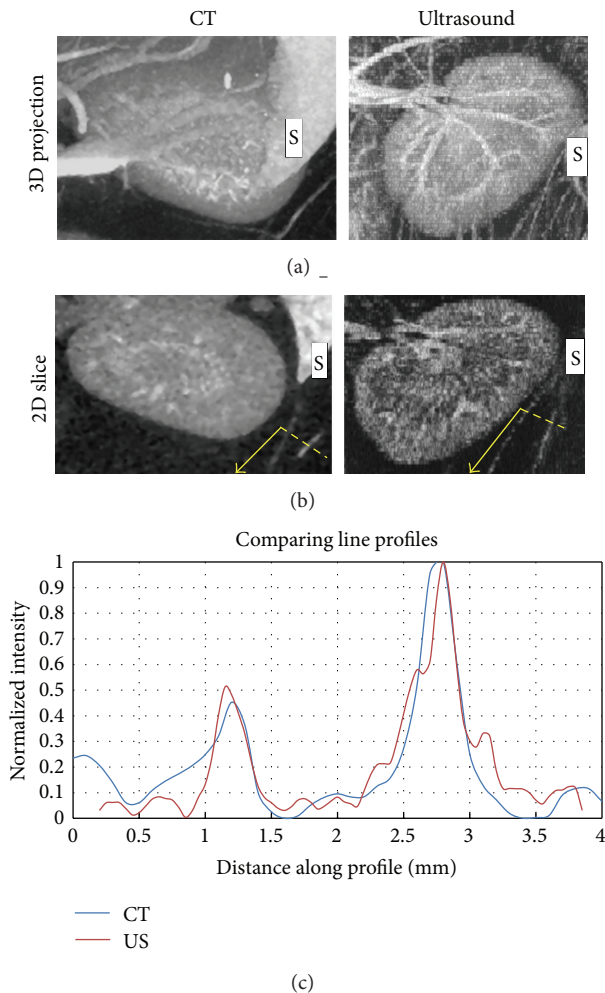 CT Ultrasound
3D projection
S
S
(a) _
2D slice
S
S
(b)
Comparing line profiles
Normalized intensity
1
0.9
0.8
0.7
0.6
0.5
0.4
0.3
0.2
0.1
0
0 0.5 1 1.5 2 2.5 3 3.5 4
Distance along profile (mm)
CT
US
(c)